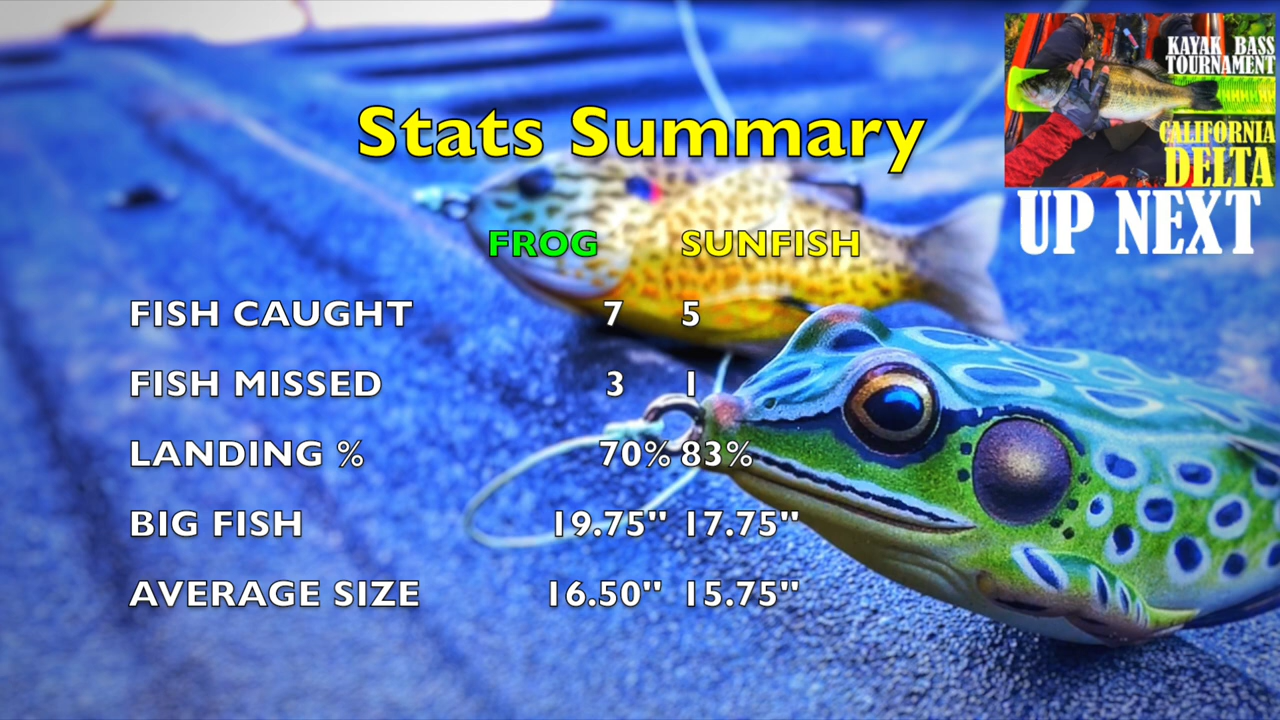 KAYAK BASS
TOURNAMENT
CALIFORNIA
DELTA
UP NEXT
Stats Summary
FROG SUNFISH
FISH CAUGHT 7 5
FISH MISSED 3 1
LANDING % 70% 83%
BIG FISH 19.75" 17.75"
AVERAGE SIZE 16.50" 15.75"